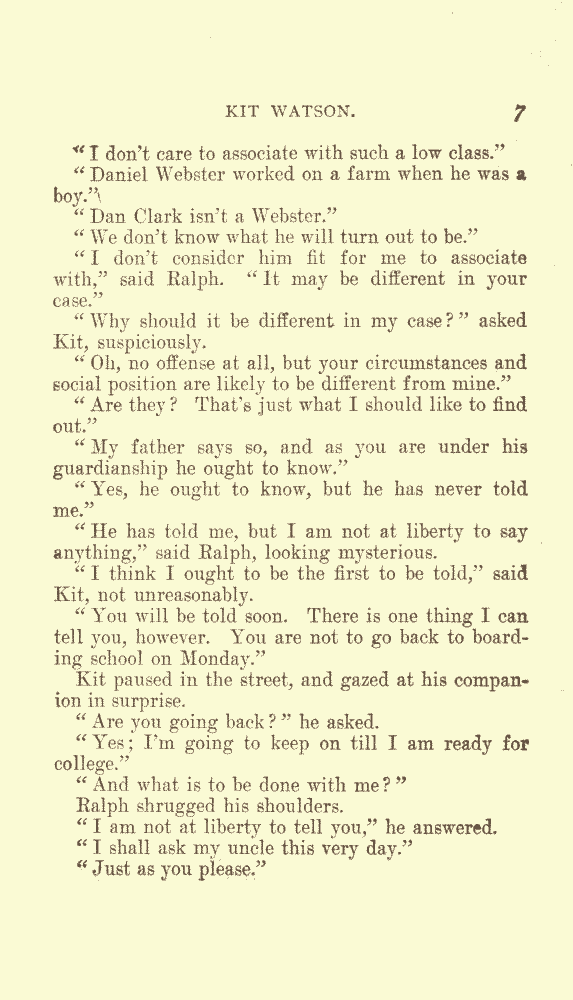 KIT WATSON. 7
“I don’t care to associate with such a low class.”
“Daniel Webster worked on a farm when he was a
boy.”\
“Dan Clark isn’t a Webster.”
“We don’t know what he will turn out to be.”
“I don’t consider him fit for me to associate
with,” said Ralph. “It may be different in your
case.”
“Why should it be different in my case?” asked
Kit, suspiciously.
“Oh, no offense at all, but your circumstances and
social position are likely to be different from mine.”
“Are they? That’s just what I should like to find
out.”
“My father says so, and as you are under his
guardianship he ought to know.”
“Yes, he ought to know, but he has never told
me.”
“He has told me, but I am not at liberty to say
anything,” said Ralph, looking mysterious.
“I think I ought to be the first to be told,” said
Kit, not unreasonably.
“You will be told soon. There is one thing I can
tell you, however. You are not to go back to board-
ing school on Monday.”
Kit paused in the street, and gazed at his compan-
ion in surprise.
“Are you going back?” he asked.
“Yes; I’m going to keep on till I am ready for
college.”
“And what is to be done with me?”
Ralph shrugged his shoulders.
“I am not at liberty to tell you,” he answered.
“I shall ask my uncle this very day.”
“Just as you please.”